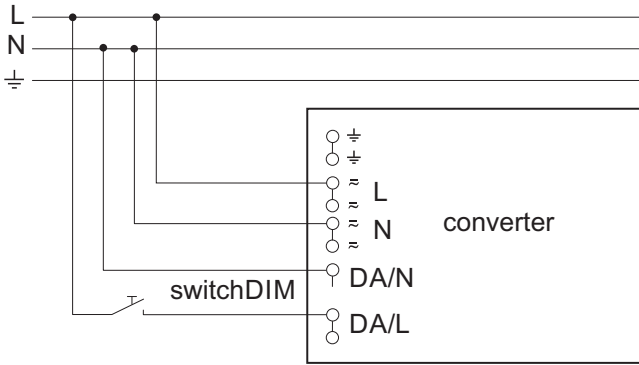 L
N
L
N
converter
DA/N
switchDIM
DA/L